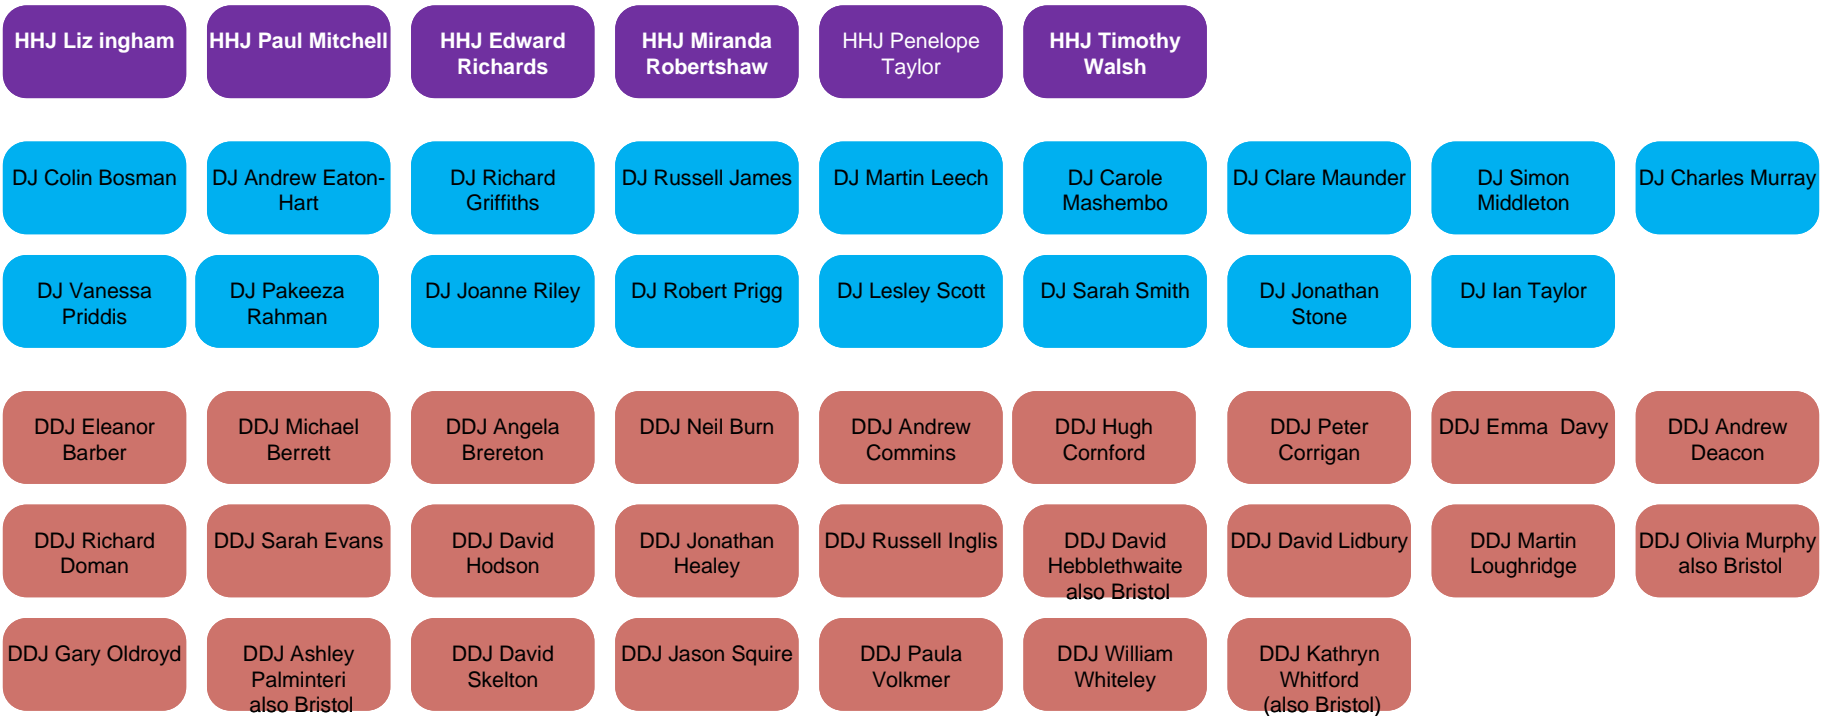 HHJ Liz ingham
HHJ Paul Mitchell
HHJ Edward
Richards
HHJ Miranda
Robertshaw
HHJ Penelope
Taylor
HHJ Timothy
Walsh
DJ Colin Bosman
DJ Andrew Eaton-
Hart
DJ Richard
Griffiths
DJ Russell James
DJ Martin Leech
DJ Carole
Mashembo
DJ Clare Maunder
DJ Simon
Middleton
DJ Charles Murray
DJ Vanessa
Priddis
DJ Pakeeza
Rahman
DJ Joanne Riley
DJ Robert Prigg
DJ Lesley Scott
DJ Sarah Smith
DJ Jonathan
Stone
DJ Ian Taylor
DDJ Eleanor
Barber
DDJ Michael
Berrett
DDJ Angela
Brereton
DDJ Neil Burn
DDJ Andrew
Commins
DDJ Hugh
Cornford
DDJ Peter
Corrigan
DDJ Emma  Davy
DDJ Andrew
Deacon
DDJ Richard
Doman
DDJ Sarah Evans
DDJ David
Hodson
DDJ Jonathan
Healey
DDJ Russell Inglis
DDJ David
Hebblethwaite
also Bristol
DDJ David Lidbury
DDJ Martin
Loughridge
DDJ Olivia Murphy
also Bristol
DDJ Gary Oldroyd
DDJ Ashley
Palminteri
also Bristol
DDJ David
Skelton
DDJ Jason Squire
DDJ Paula
Volkmer
DDJ William
Whiteley
DDJ Kathryn
Whitford
(also Bristol)